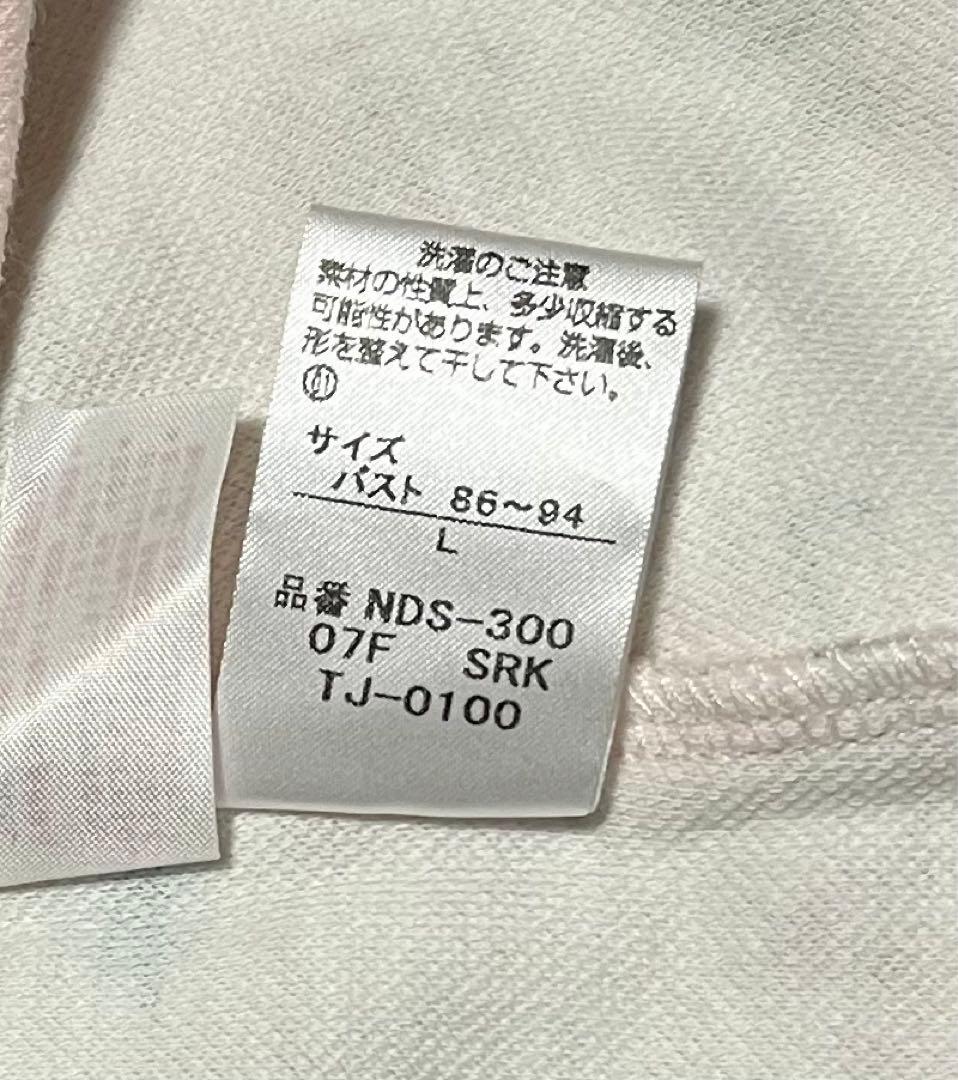 洗濯のご注意
素材の性質上、多少収縮する
可能性があります。洗濯後、
形を整えて干して下さい。
サイズ
バスト 86～94
L
品番 NDS-300
07F SRK
TJ-0100